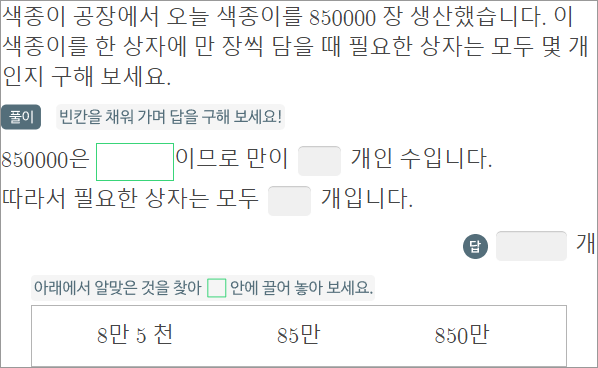 색종이 공장에서 오늘 색종이를 850000 장 생산했습니다. 이
색종이를 한 상자에 만 장씩 담을 때 필요한 상자는 모두 몇 개
인지 구해 보세요.
풀이 빈칸을 채워 가며 답을 구해 보세요!
850000은 이므로 만이 개인 수입니다.
따라서 필요한 상자는 모두 개입니다.
답 개
아래에서 알맞은 것을 찾아 안에 끌어 놓아 보세요.
8만 5 천 85만 850만